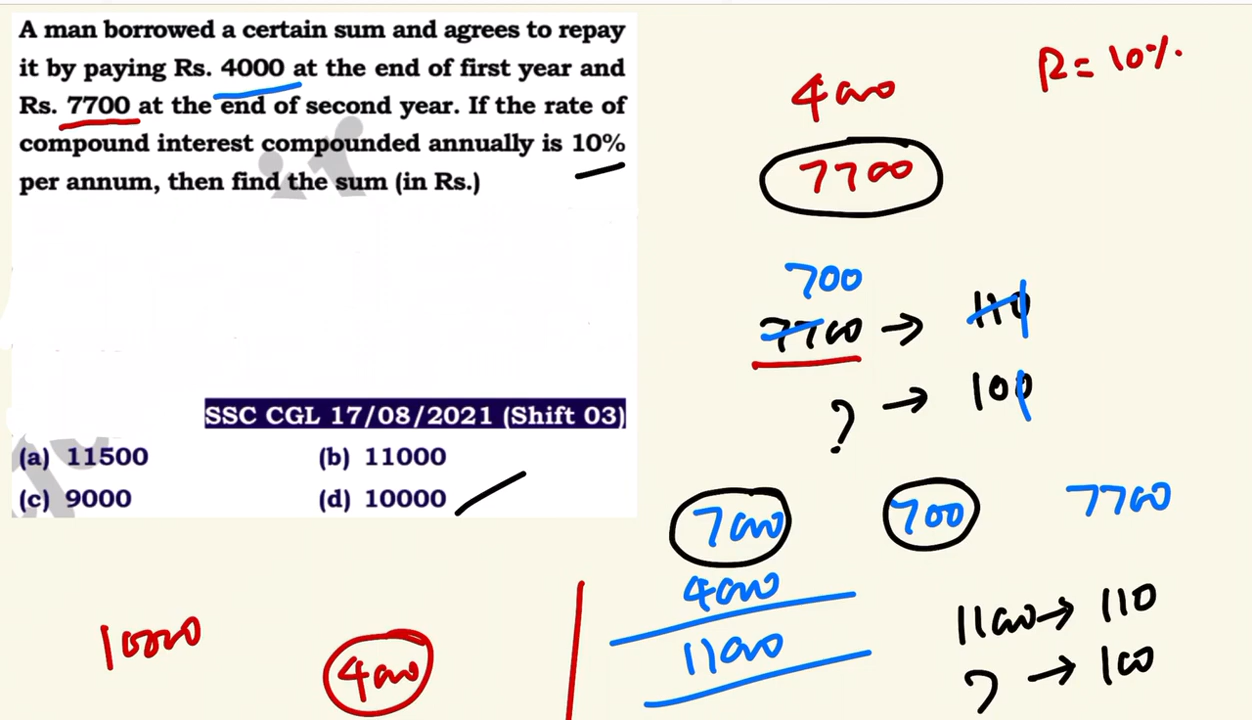 A man borrowed a certain sum and agrees to repay
it by paying Rs. 4000 at the end of first year and
Rs. 7700 at the end of second year. If the rate of
compound interest compounded annually is 10%
per annum, then find the sum (in Rs.)
SSC CGL 17/08/2021 (Shift 03)
(a) 11500 (b) 11000
(c) 9000 (d) 10000
R = 10%
4000
7700
700
7700 → 110
? → 100
7000 700 7700
4000
11000
11000 → 110
? → 100
10000 4000